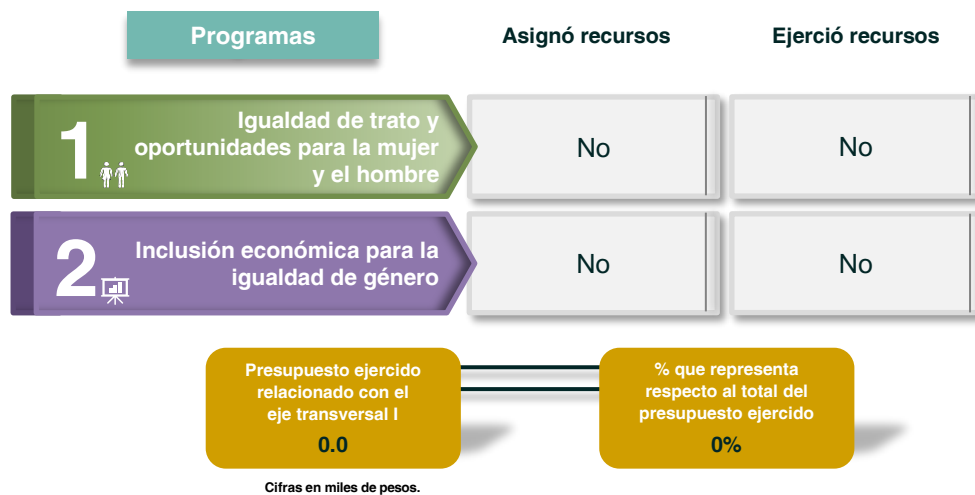 Programas
Asignó recursos
Ejerció recursos
1
Igualdad de trato y
oportunidades para la mujer
y el hombre
No
No
2
Inclusión económica para la
igualdad de género
No
No
Presupuesto ejercido
relacionado con el
eje transversal I
0.0
% que representa
respecto al total del
presupuesto ejercido
0%
Cifras en miles de pesos.